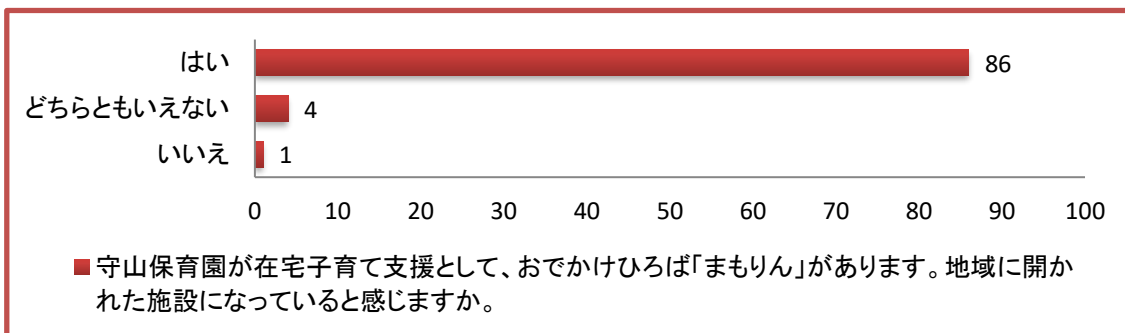 はい 86
どちらともいえない 4
いいえ 1
0 10 20 30 40 50 60 70 80 90 100
守山保育園が在宅子育て支援として、おでかけひろば「まもりん」があります。地域に開か
れた施設になっていると感じますか。